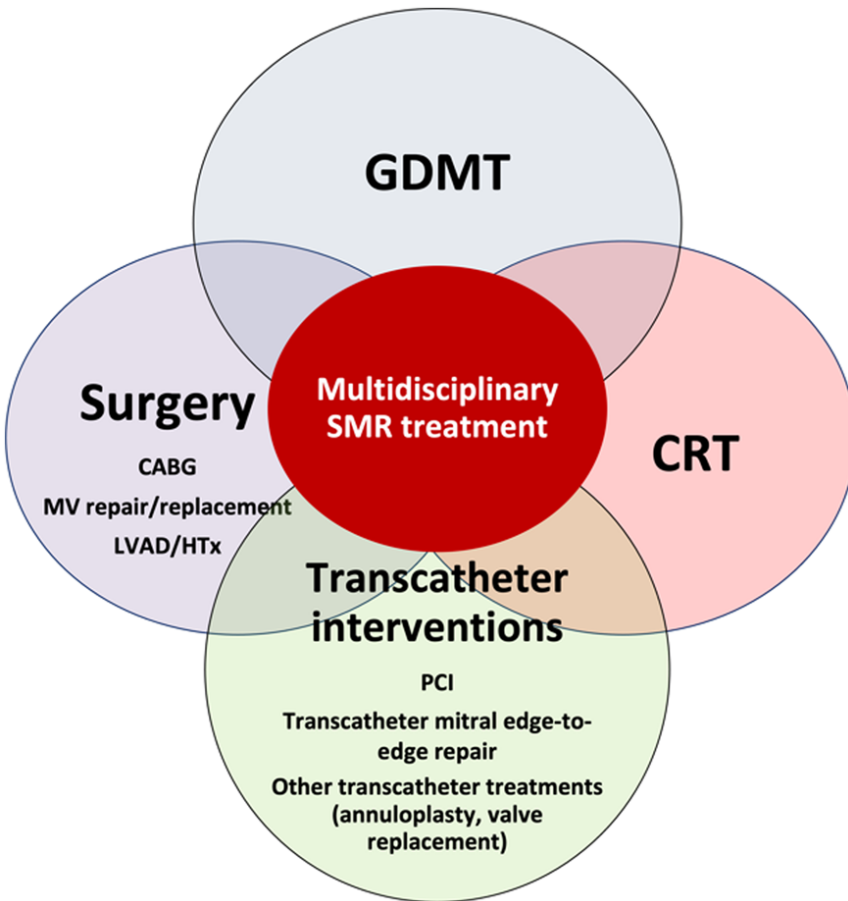 GDMT
Multidisciplinary
SMR treatment
Surgery
CABG
MV repair/replacement
LVAD/HTx
CRT
Transcatheter
interventions
PCI
Transcatheter mitral edge-to-
edge repair
Other transcatheter treatments
(annuloplasty, valve
replacement)